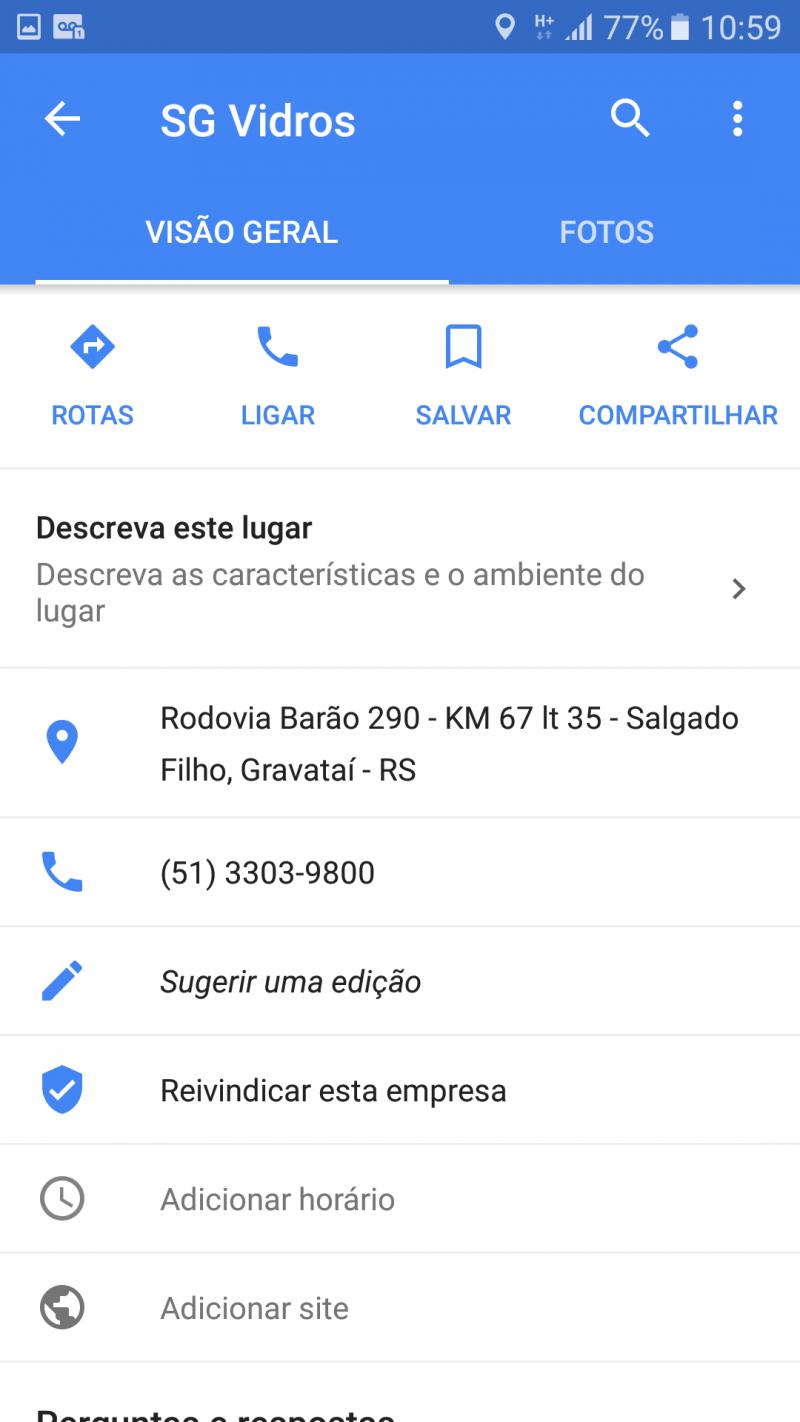 H+ 77% 10:59
SG Vidros
VISÃO GERAL FOTOS
ROTAS LIGAR SALVAR COMPARTILHAR
Descreva este lugar
Descreva as características e o ambiente do
lugar
Rodovia Barão 290 - KM 67 lt 35 - Salgado
Filho, Gravataí - RS
(51) 3303-9800
Sugerir uma edição
Reivindicar esta empresa
Adicionar horário
Adicionar site
Perguntas e respostas